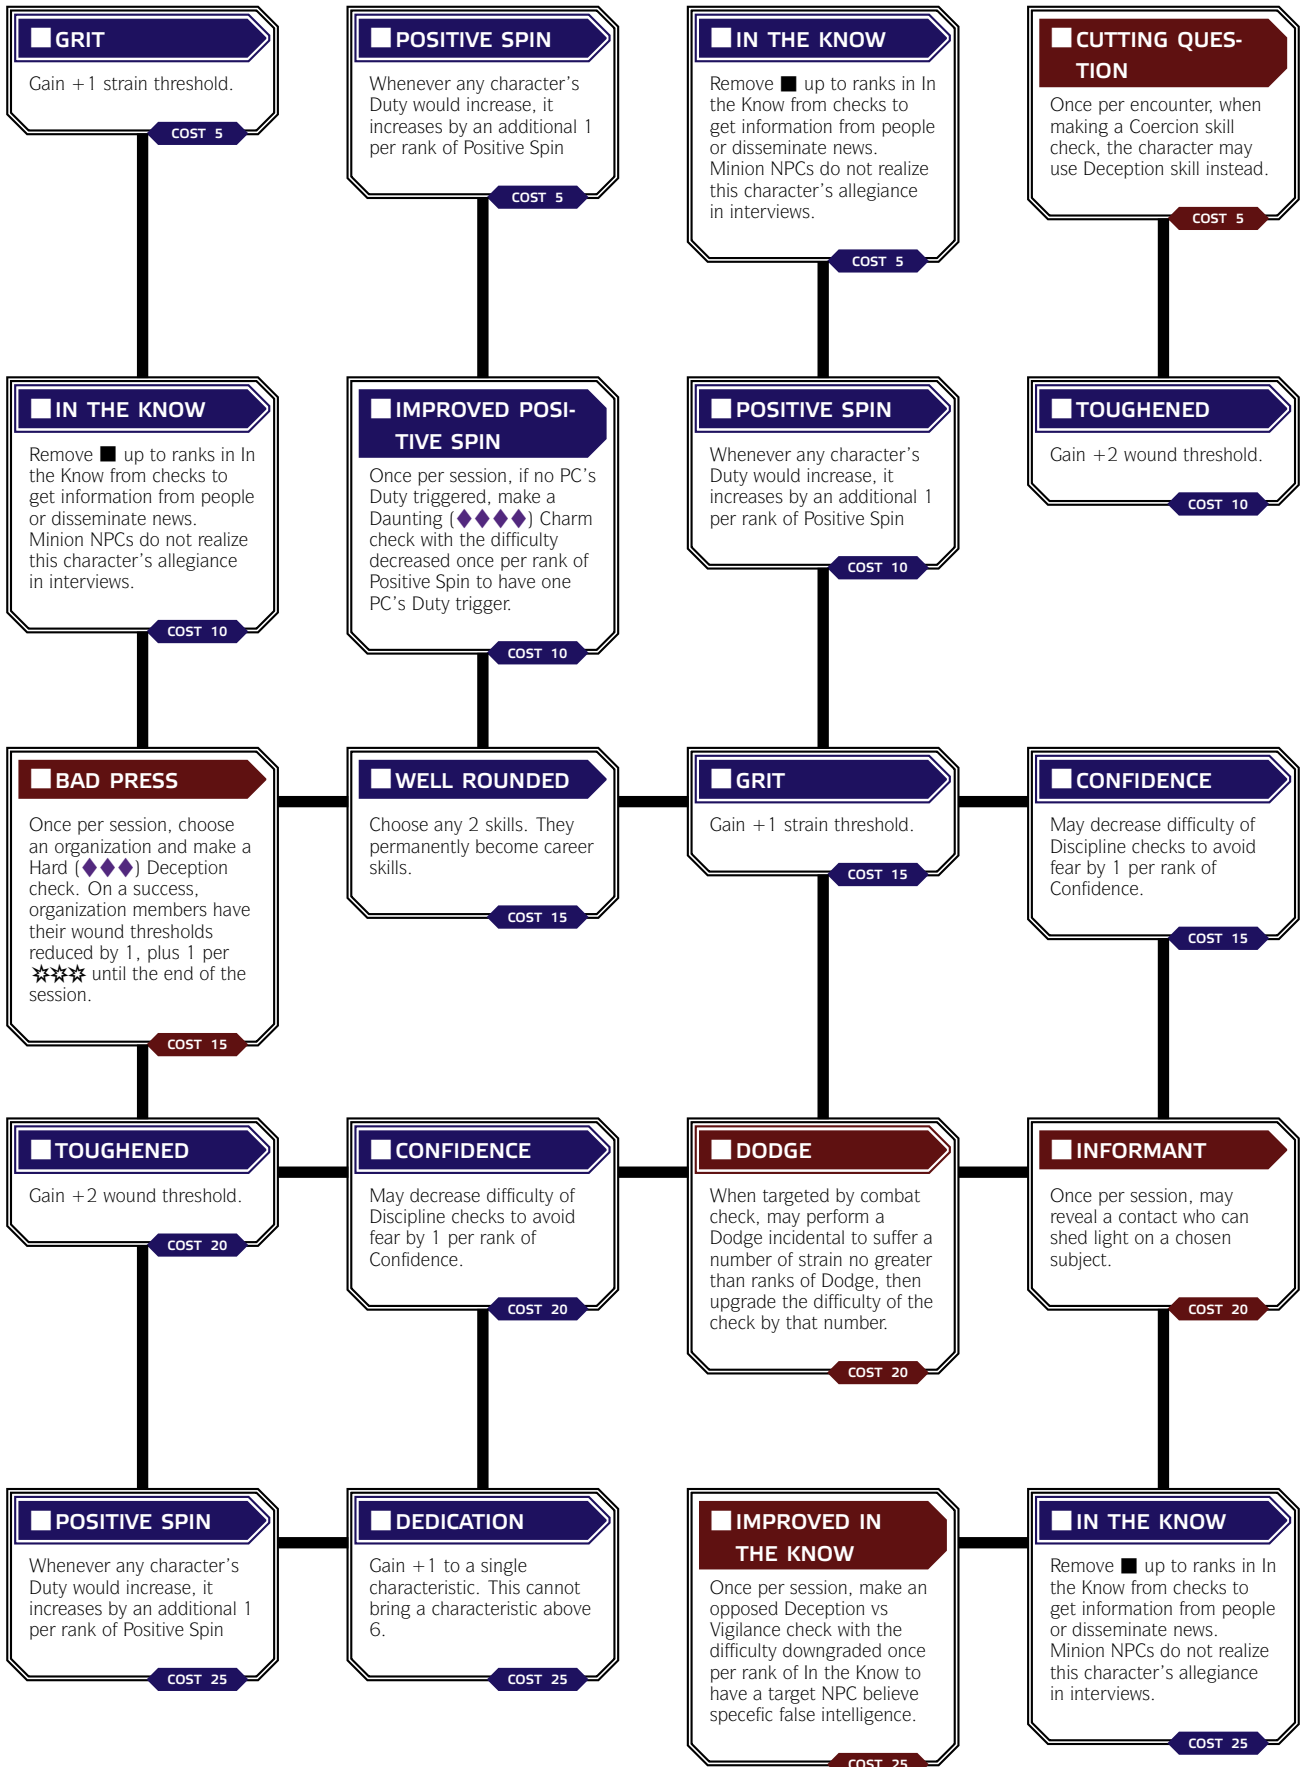 GRIT
Gain +1 strain threshold.
COST 5
POSITIVE SPIN
Whenever any character's
Duty would increase, it
increases by an additional 1
per rank of Positive Spin
COST 5
IN THE KNOW
Remove ■ up to ranks in In
the Know from checks to
get information from people
or disseminate news.
Minion NPCs do not realize
this character's allegiance
in interviews.
COST 5
CUTTING QUES-
TION
Once per encounter, when
making a Coercion skill
check, the character may
use Deception skill instead.
COST 5
IN THE KNOW
Remove ■ up to ranks in In
the Know from checks to
get information from people
or disseminate news.
Minion NPCs do not realize
this character's allegiance
in interviews.
COST 10
IMPROVED POSI-
TIVE SPIN
Once per session, if no PC's
Duty triggered, make a
Daunting (◆◆◆◆) Charm
check with the difficulty
decreased once per rank of
Positive Spin to have one
PC's Duty trigger.
COST 10
POSITIVE SPIN
Whenever any character's
Duty would increase, it
increases by an additional 1
per rank of Positive Spin
COST 10
TOUGHENED
Gain +2 wound threshold.
COST 10
BAD PRESS
Once per session, choose
an organization and make a
Hard (◆◆◆) Deception
check. On a success,
organization members have
their wound thresholds
reduced by 1, plus 1 per
until the end of the
session.
COST 15
WELL ROUNDED
Choose any 2 skills. They
permanently become career
skills.
COST 15
GRIT
Gain +1 strain threshold.
COST 15
CONFIDENCE
May decrease difficulty of
Discipline checks to avoid
fear by 1 per rank of
Confidence.
COST 15
TOUGHENED
Gain +2 wound threshold.
COST 20
CONFIDENCE
May decrease difficulty of
Discipline checks to avoid
fear by 1 per rank of
Confidence.
COST 20
DODGE
When targeted by combat
check, may perform a
Dodge incidental to suffer a
number of strain no greater
than ranks of Dodge, then
upgrade the difficulty of the
check by that number.
COST 20
INFORMANT
Once per session, may
reveal a contact who can
shed light on a chosen
subject.
COST 20
POSITIVE SPIN
Whenever any character's
Duty would increase, it
increases by an additional 1
per rank of Positive Spin
COST 25
DEDICATION
Gain +1 to a single
characteristic. This cannot
bring a characteristic above
6.
COST 25
IMPROVED IN
THE KNOW
Once per session, make an
opposed Deception vs
Vigilance check with the
difficulty downgraded once
per rank of In the Know to
have a target NPC believe
specefic false intelligence.
COST 25
IN THE KNOW
Remove ■ up to ranks in In
the Know from checks to
get information from people
or disseminate news.
Minion NPCs do not realize
this character's allegiance
in interviews.
COST 25